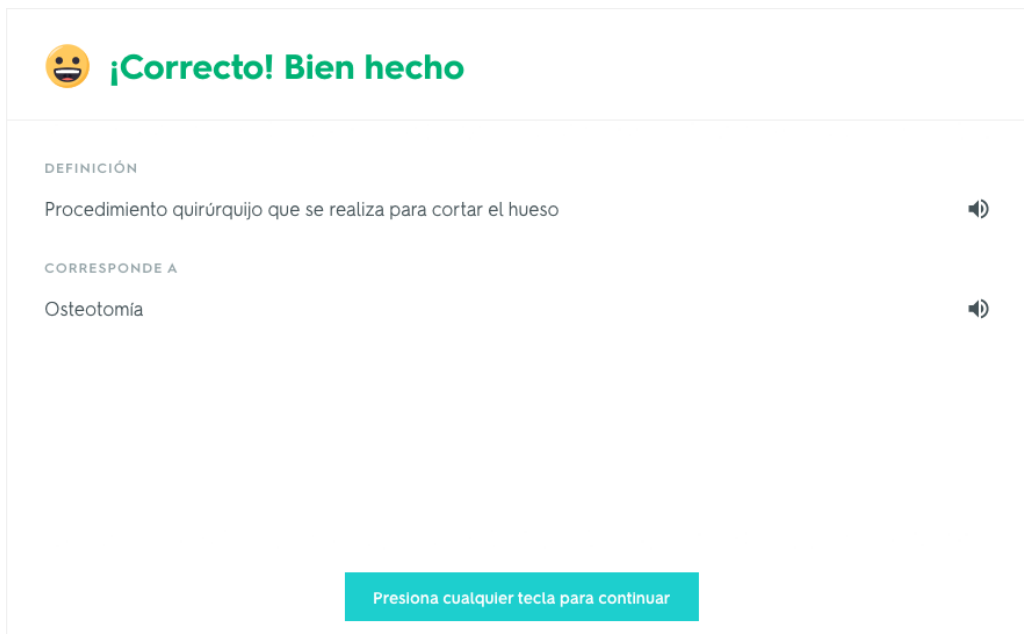 ¡Correcto! Bien hecho
DEFINICIÓN
Procedimiento quirúrquijo que se realiza para cortar el hueso
CORRESPONDE A
Osteotomía
Presiona cualquier tecla para continuar